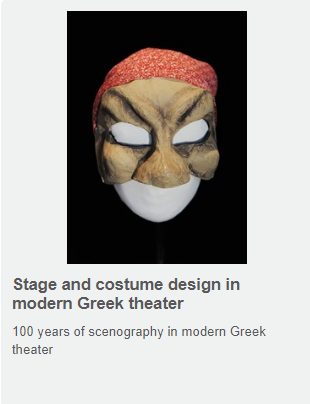 Stage and costume design in
modern Greek theater
100 years of scenography in modern Greek
theater